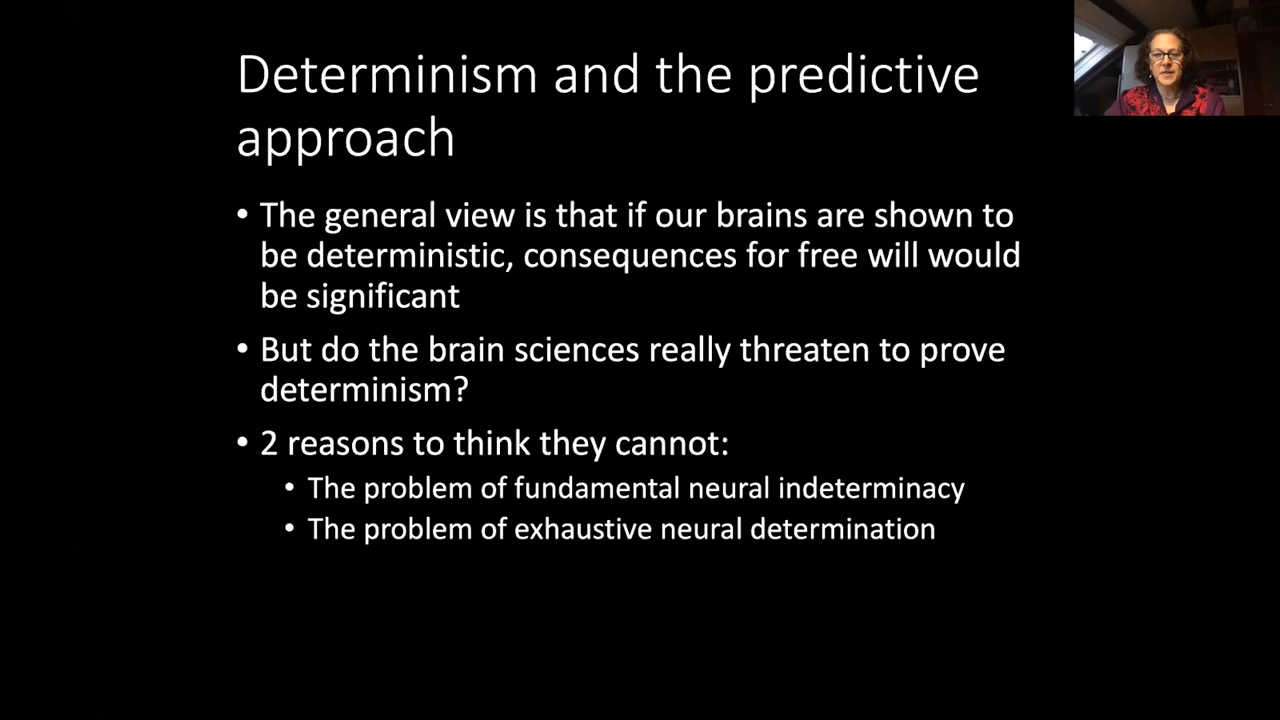 Determinism and the predictive
approach
• The general view is that if our brains are shown to
be deterministic, consequences for free will would
be significant
• But do the brain sciences really threaten to prove
determinism?
• 2 reasons to think they cannot:
• The problem of fundamental neural indeterminacy
• The problem of exhaustive neural determination